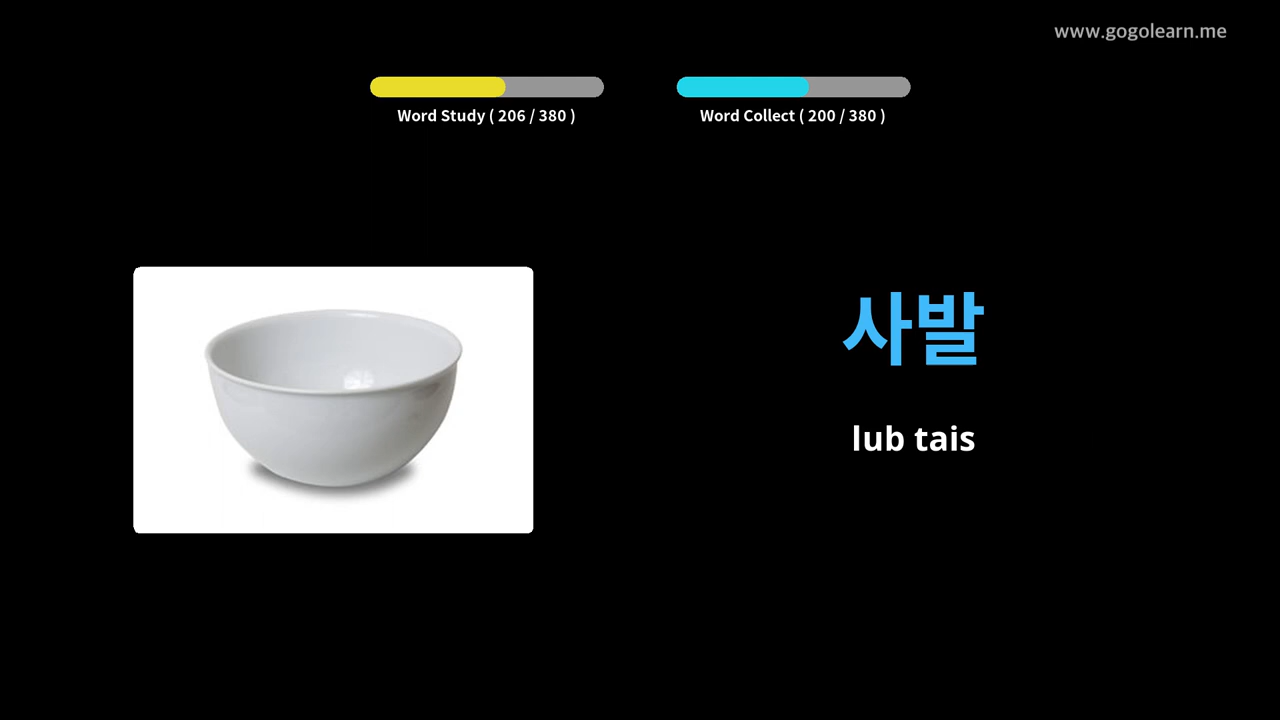 www.gogolearn.me
Word Study ( 206 / 380 )
Word Collect ( 200 / 380 )
사발
lub tais